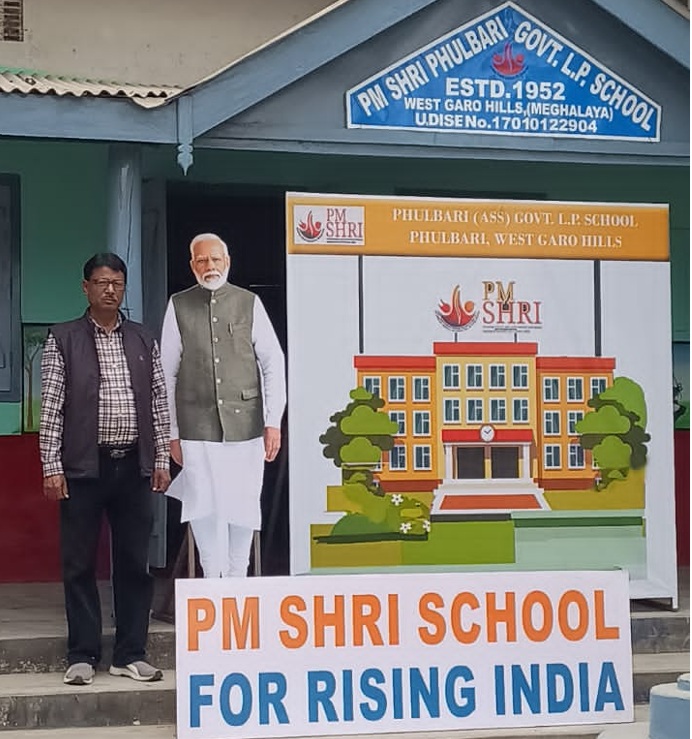 PM SHRI PHULBARI GOVT. L.P. SCHOOL
ESTD.1952
WEST GARO HILLS,(MEGHALAYA)
U.DISE No.17010122904
PM
SHRI
PHULBARI (ASS) GOVT. L.P. SCHOOL
PHULBARI, WEST GARO HILLS
PM
SHRI
PM SHRI SCHOOL
FOR RISING INDIA